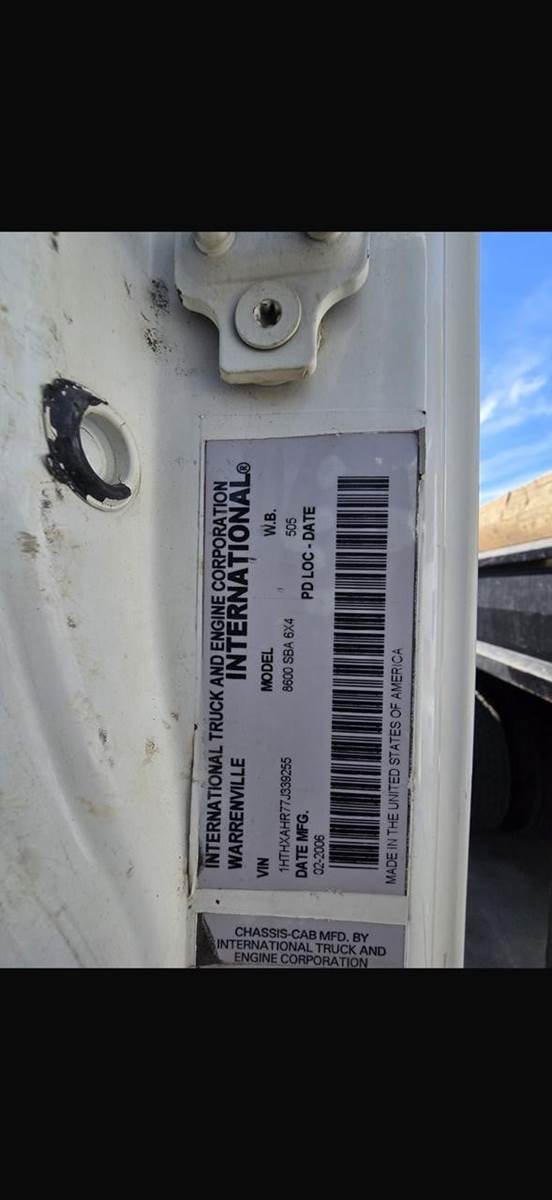 INTERNATIONAL TRUCK AND ENGINE CORPORATION
WARRENVILLE INTERNATIONAL®
VIN MODEL W.B.
1HTHXAHR77J339255 8600 SBA 6X4 505
DATE MFG. PD LOC - DATE
02-2006
MADE IN THE UNITED STATES OF AMERICA
CHASSIS-CAB MFD. BY
INTERNATIONAL TRUCK AND
ENGINE CORPORATION